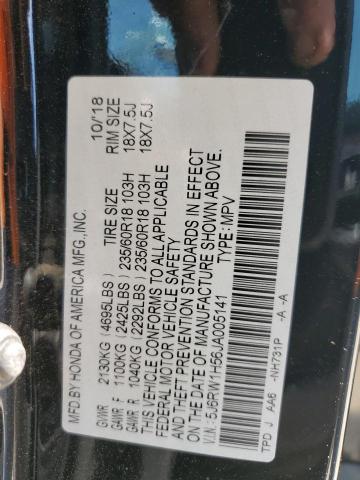 MFD.BY HONDA OF AMERICA MFG.,INC. 10/'18
GVWR 2130KG (4695LBS) TIRE SIZE RIM SIZE
GAWR F 1100KG (2425LBS) 235/60R18 103H 18X7.5J
GAWR R 1040KG (2292LBS) 235/60R18 103H 18X7.5J
THIS VEHICLE CONFORMS TO ALL APPLICABLE
FEDERAL MOTOR VEHICLE SAFETY
AND THEFT PREVENTION STANDARDS IN EFFECT
ON THE DATE OF MANUFACTURE SHOWN ABOVE.
V.I.N.: 5J6RW1H56JA005141 TYPE:MPV
TPD J AA6 -NH731P -A -A